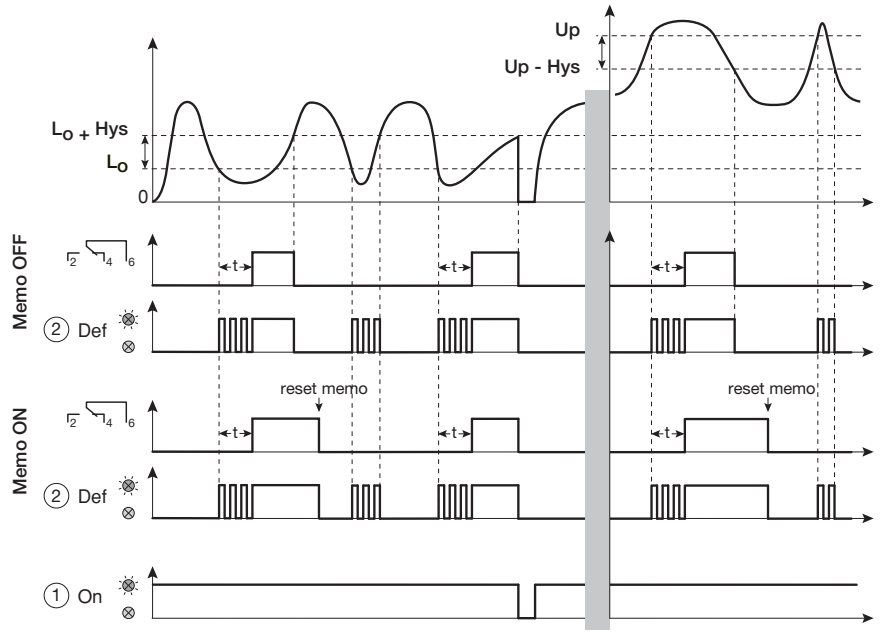 Up
Up - Hys
Lo + Hys
Lo
0
Memo OFF
2 4 6
t t t
2 Def
Memo ON
reset memo reset memo
2 4 6
t t t
2 Def
1 On